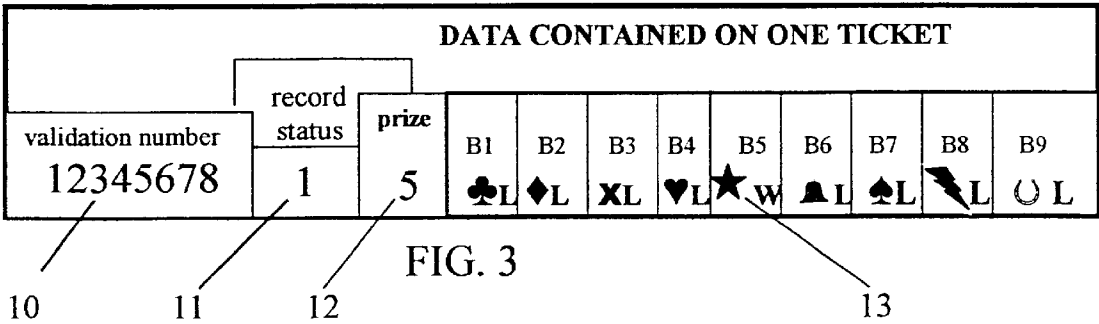 DATA CONTAINED ON ONE TICKET
record
status
prize
validation number
B1 B2 B3 B4 B5 B6 B7 B8 B9
12345678 1 5 ♣L ♦L XL ♥L ★W L ♠L L L
FIG. 3
10 11 12 13